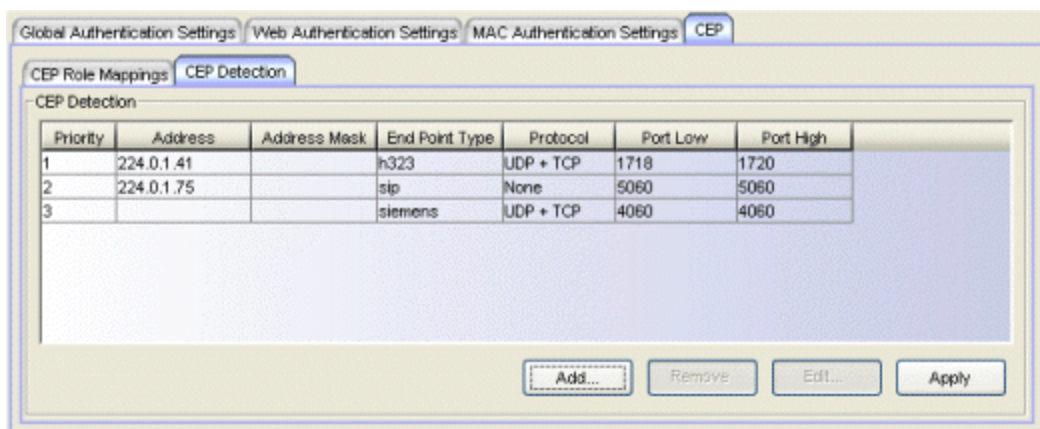 Global Authentication Settings Web Authentication Settings MAC Authentication Settings CEP
CEP Role Mappings CEP Detection
CEP Detection
Priority Address Address Mask End Point Type Protocol Port Low Port High
1 224.0.1.41 h323 UDP + TCP 1718 1720
2 224.0.1.75 sip None 5060 5060
3 siemens UDP + TCP 4060 4060
Add... Remove Edit... Apply